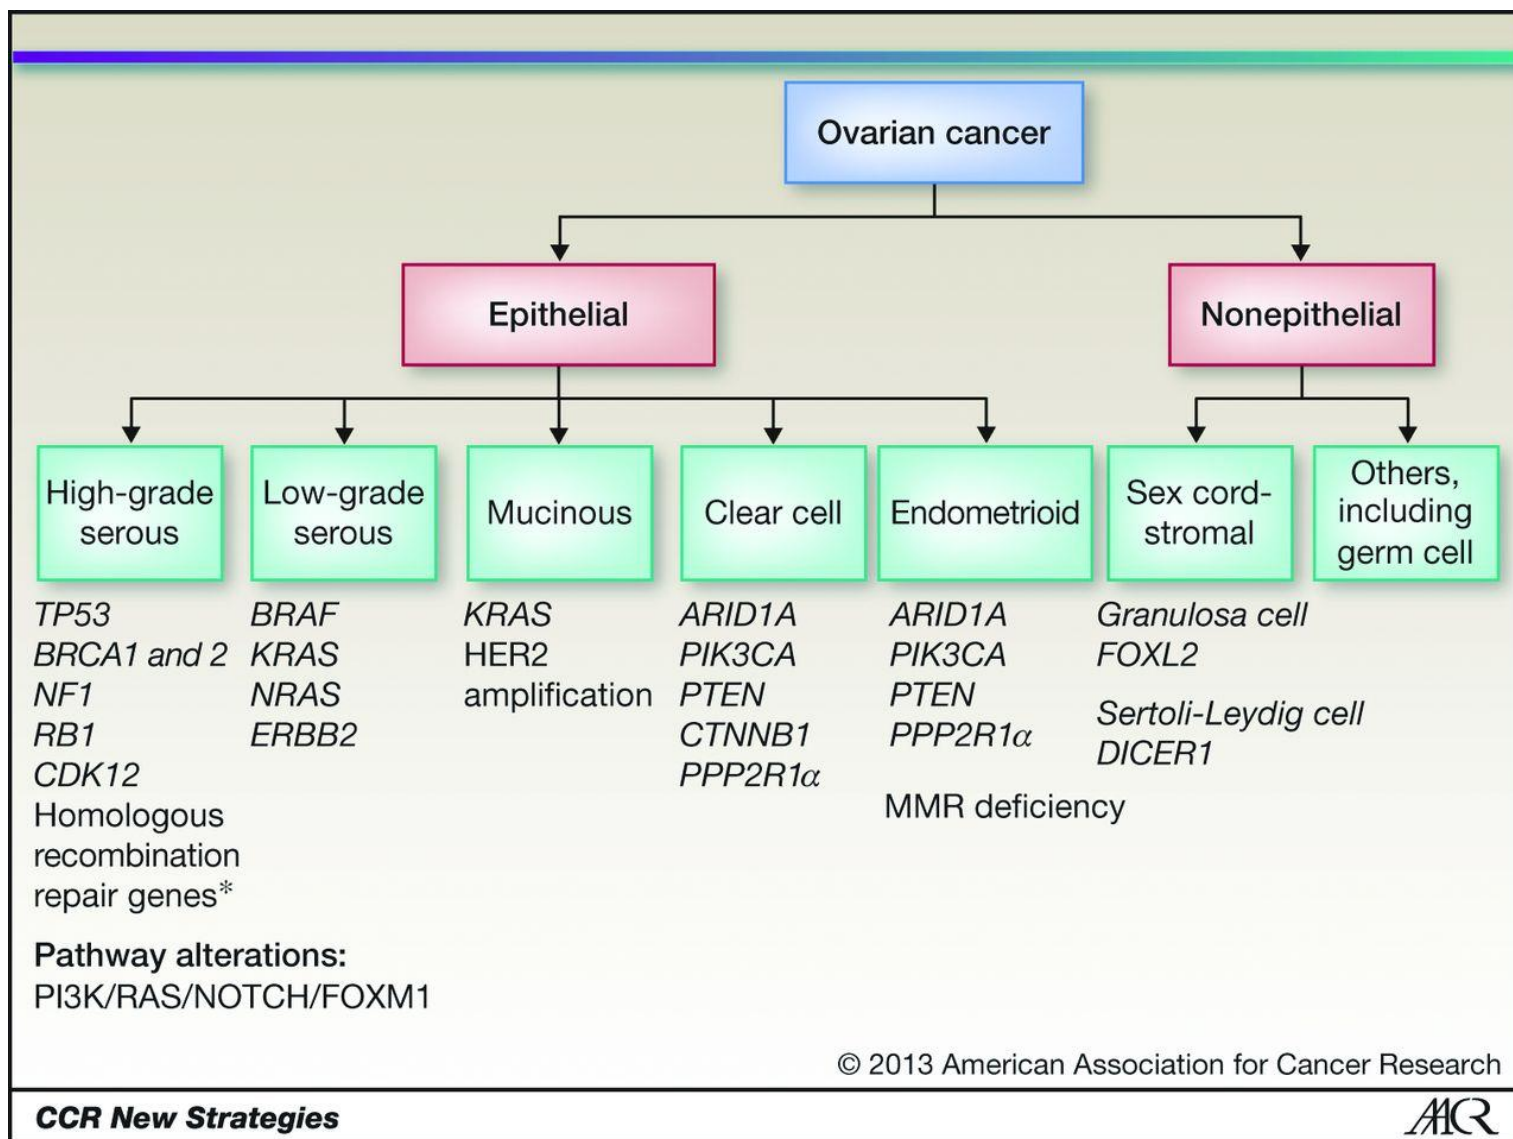 Ovarian cancer
Epithelial
Nonepithelial
High-grade
serous
Low-grade
serous
Mucinous
Clear cell
Endometrioid
Sex cord-
stromal
Others,
including
germ cell
TP53
BRCA1 and 2
NF1
RB1
CDK12
Homologous
recombination
repair genes*
Pathway alterations:
PI3K/RAS/NOTCH/FOXM1
BRAF
KRAS
NRAS
ERBB2
KRAS
HER2
amplification
ARID1A
PIK3CA
PTEN
CTNNB1
PPP2R1α
ARID1A
PIK3CA
PTEN
PPP2R1α
MMR deficiency
Granulosa cell
FOXL2
Sertoli-Leydig cell
DICER1
© 2013 American Association for Cancer Research
CCR New Strategies
AACR